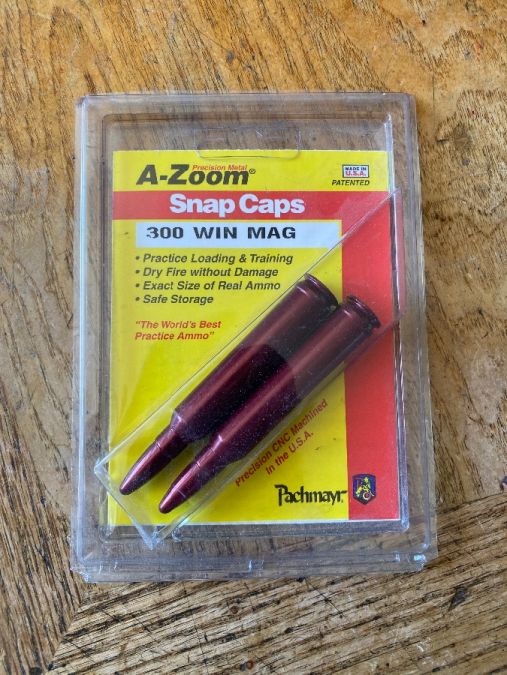 Precision Metal
A-Zoom®
MADE IN
U.S.A.
PATENTED
Snap Caps
300 WIN MAG
• Practice Loading & Training
• Dry Fire without Damage
• Exact Size of Real Ammo
• Safe Storage
"The World's Best
Practice Ammo"
Precision CNC Machined
in the U.S.A.
Pachmayr